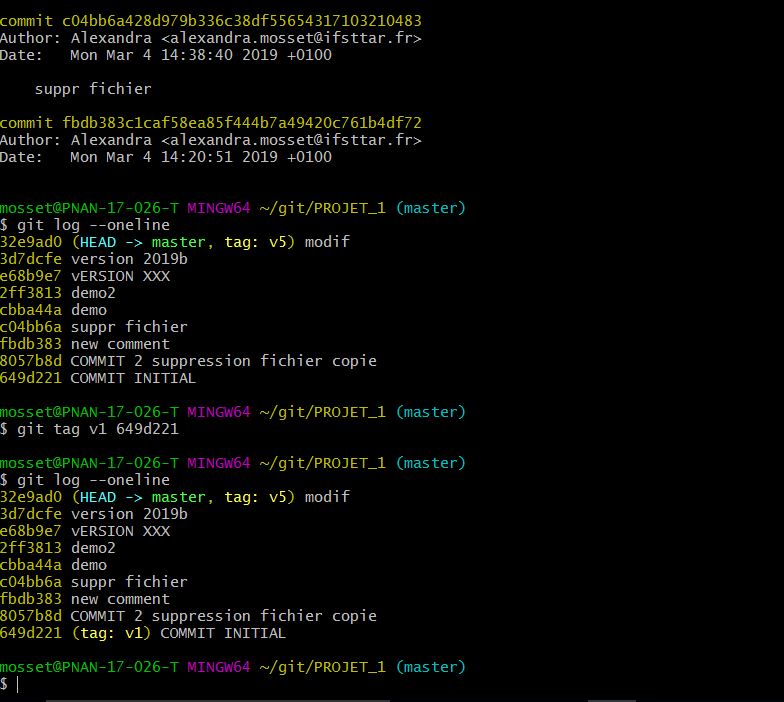 commit c04bb6a428d979b336c38df55654317103210483
Author: Alexandra <alexandra.mosset@ifsttar.fr>
Date:   Mon Mar 4 14:38:40 2019 +0100
    suppr fichier
commit fbdb383c1caf58ea85f444b7a49420c761b4df72
Author: Alexandra <alexandra.mosset@ifsttar.fr>
Date:   Mon Mar 4 14:20:51 2019 +0100
mosset@PNAN-17-026-T MINGW64 ~/git/PROJET_1 (master)
$ git log --oneline
32e9ad0 (HEAD -> master, tag: v5) modif
3d7dcfe version 2019b
e68b9e7 vERSION XXX
2ff3813 demo2
cbba44a demo
c04bb6a suppr fichier
fbdb383 new comment
8057b8d COMMIT 2 suppression fichier copie
649d221 COMMIT INITIAL
mosset@PNAN-17-026-T MINGW64 ~/git/PROJET_1 (master)
$ git tag v1 649d221
mosset@PNAN-17-026-T MINGW64 ~/git/PROJET_1 (master)
$ git log --oneline
32e9ad0 (HEAD -> master, tag: v5) modif
3d7dcfe version 2019b
e68b9e7 vERSION XXX
2ff3813 demo2
cbba44a demo
c04bb6a suppr fichier
fbdb383 new comment
8057b8d COMMIT 2 suppression fichier copie
649d221 (tag: v1) COMMIT INITIAL
mosset@PNAN-17-026-T MINGW64 ~/git/PROJET_1 (master)
$